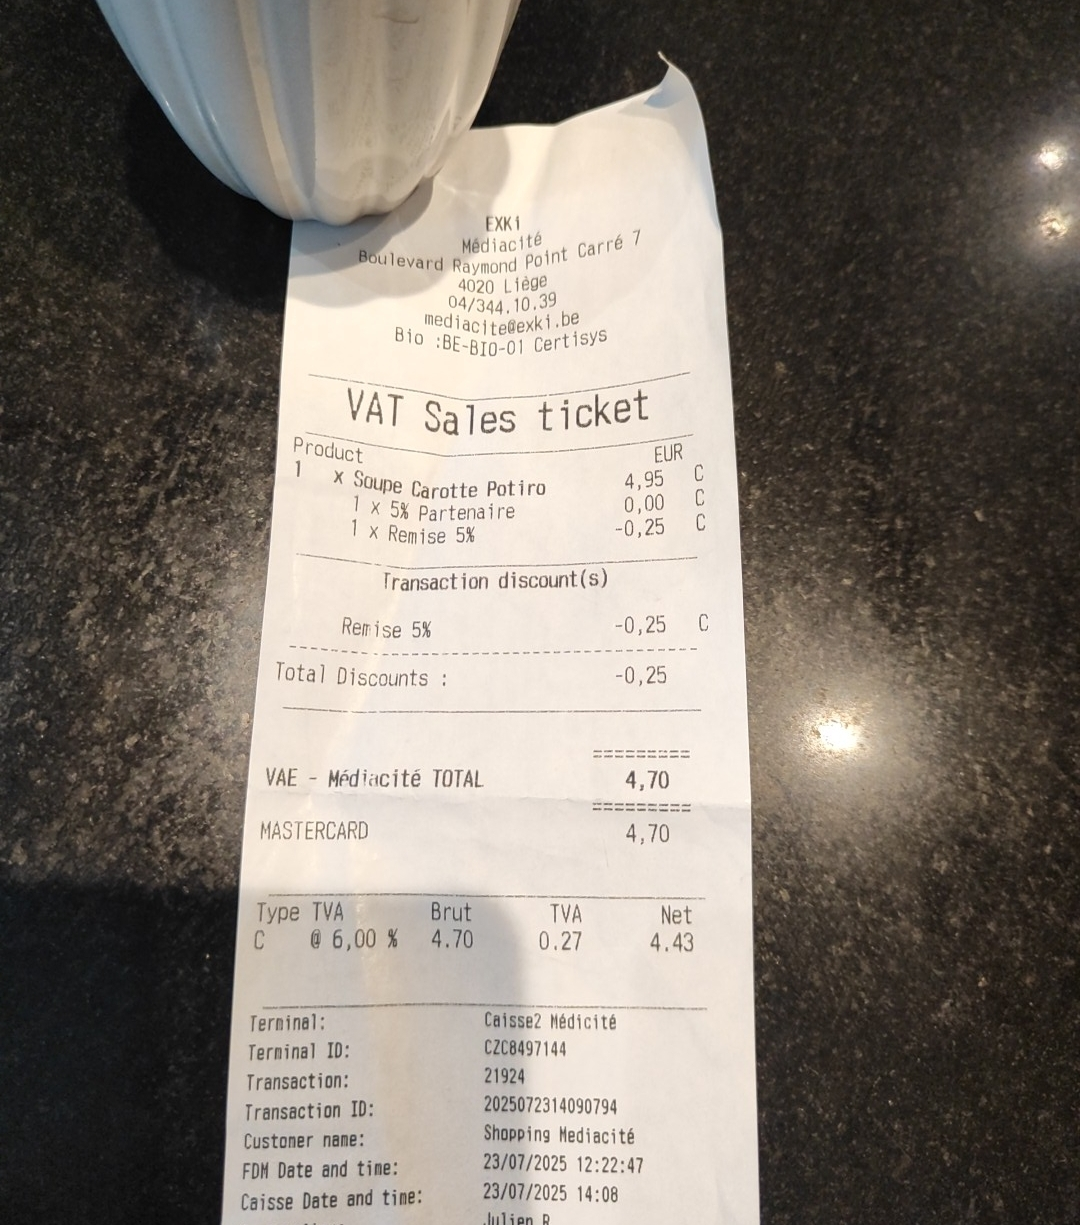 EXKi
Médiacité
Boulevard Raymond Point Carré 7
4020 Liège
04/344.10.39
mediacite@exki.be
Bio :BE-BIO-01 Certisys
VAT Sales ticket
Product EUR
1 x Soupe Carotte Potiro 4,95 C
1 x 5% Partenaire 0,00 C
1 x Remise 5% -0,25 C
Transaction discount(s)
Remise 5% -0,25 C
Total Discounts : -0,25
=========
VAE - Médiacité TOTAL 4,70
=========
MASTERCARD 4,70
Type TVA Brut TVA Net
C @ 6,00 % 4.70 0.27 4.43
Terminal: Caisse2 Médicité
Terminal ID: CZC8497144
Transaction: 21924
Transaction ID: 2025072314090794
Customer name: Shopping Mediacité
FDM Date and time: 23/07/2025 12:22:47
Caisse Date and time: 23/07/2025 14:08
Julien R